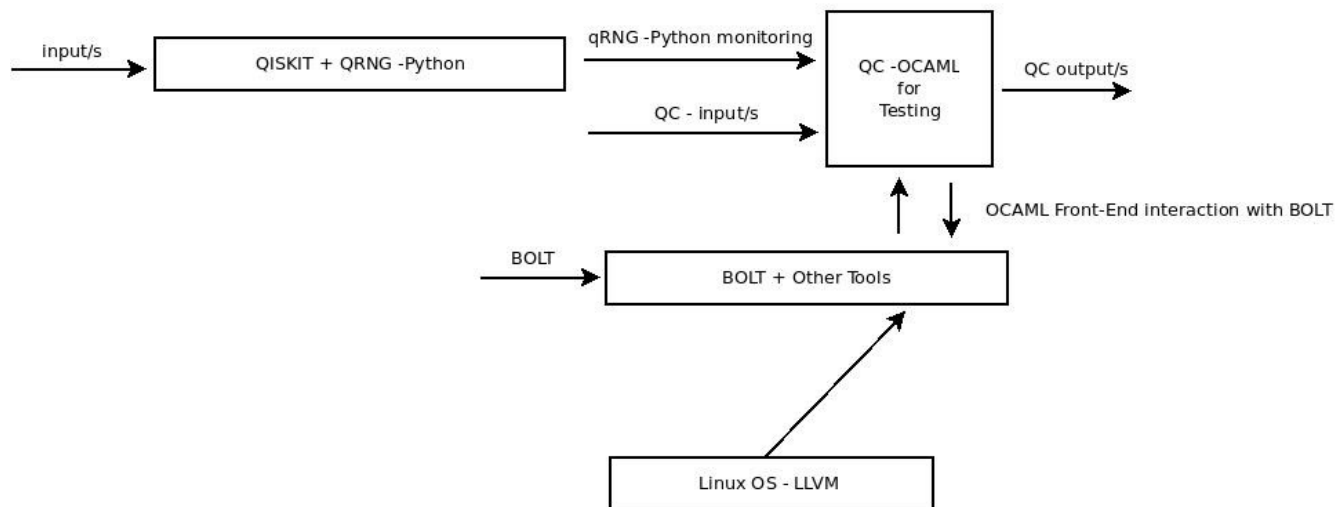 input/s
QISKIT + QRNG -Python
qRNG -Python monitoring
QC - input/s
QC -OCAML
for
Testing
QC output/s
OCAML Front-End interaction with BOLT
BOLT
BOLT + Other Tools
Linux OS - LLVM